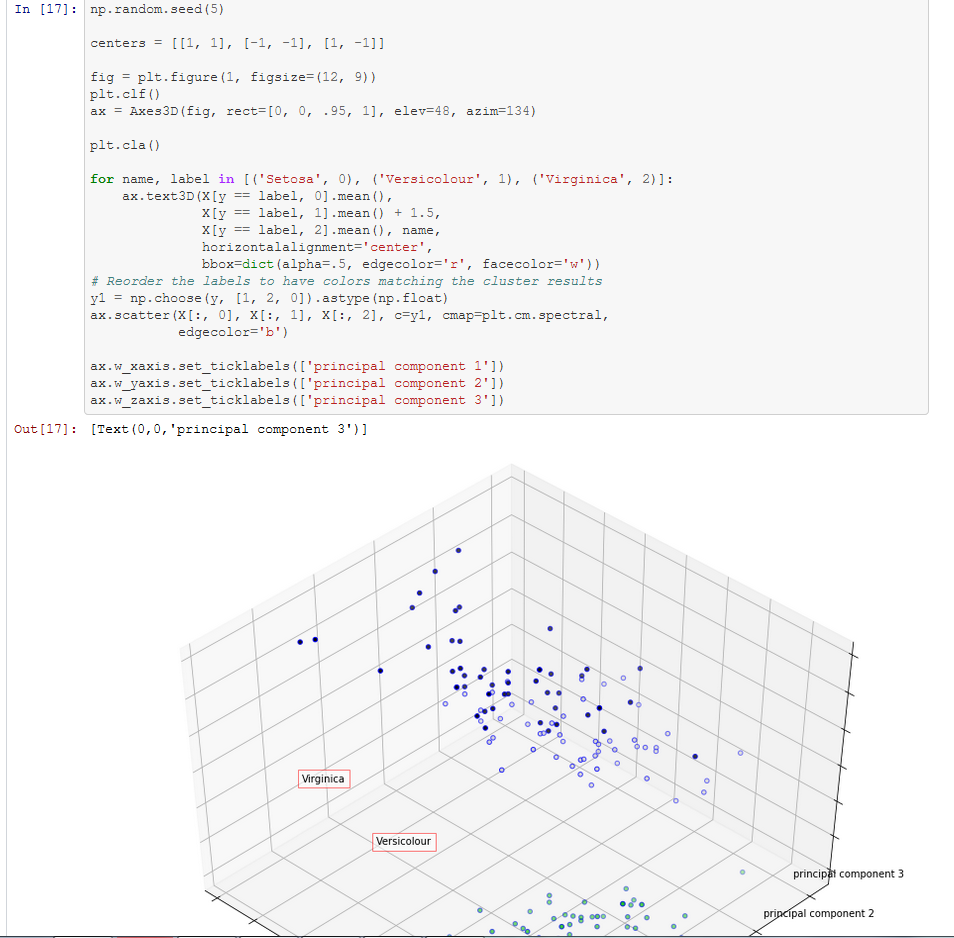 In [17]: np.random.seed(5)
centers = [[1, 1], [-1, -1], [1, -1]]
fig = plt.figure(1, figsize=(12, 9))
plt.clf()
ax = Axes3D(fig, rect=[0, 0, .95, 1], elev=48, azim=134)
plt.cla()
for name, label in [('Setosa', 0), ('Versicolour', 1), ('Virginica', 2)]:
    ax.text3D(X[y == label, 0].mean(),
              X[y == label, 1].mean() + 1.5,
              X[y == label, 2].mean(), name,
              horizontalalignment='center',
              bbox=dict(alpha=.5, edgecolor='r', facecolor='w'))
# Reorder the labels to have colors matching the cluster results
y1 = np.choose(y, [1, 2, 0]).astype(np.float)
ax.scatter(X[:, 0], X[:, 1], X[:, 2], c=y1, cmap=plt.cm.spectral,
           edgecolor='b')
ax.w_xaxis.set_ticklabels(['principal component 1'])
ax.w_yaxis.set_ticklabels(['principal component 2'])
ax.w_zaxis.set_ticklabels(['principal component 3'])
Out[17]: [Text(0,0,'principal component 3')]
Virginica
Versicolour
principal component 3
principal component 2